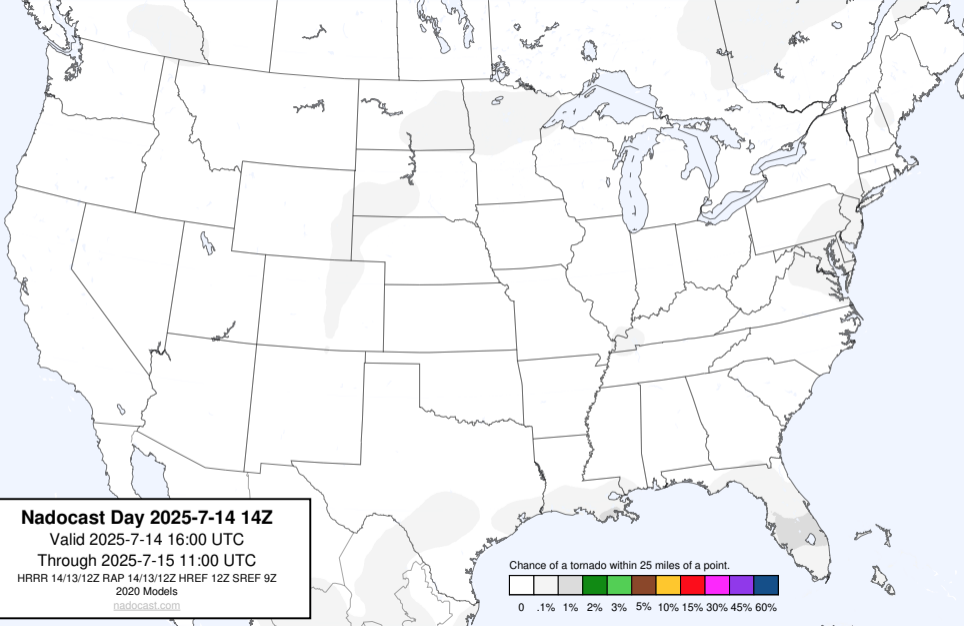 Nadocast Day 2025-7-14 14Z
Valid 2025-7-14 16:00 UTC
Through 2025-7-15 11:00 UTC
HRRR 14/13/12Z RAP 14/13/12Z HREF 12Z SREF 9Z
2020 Models
nadocast.com
Chance of a tornado within 25 miles of a point.
0 .1% 1% 2% 3% 5% 10% 15% 30% 45% 60%